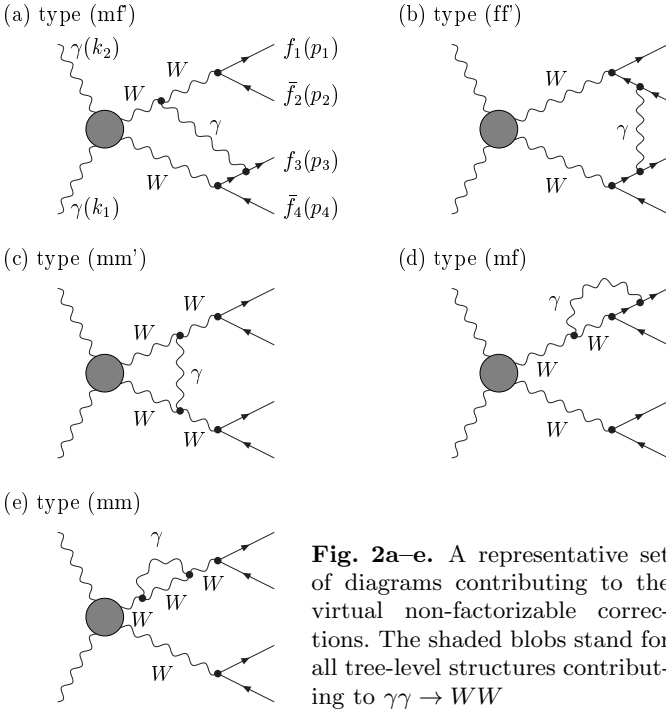 (a) type (mf')
γ(k₂)
W
W
γ
W
γ(k₁)
f₁(p₁)
f̄₂(p₂)
f₃(p₃)
f̄₄(p₄)
(b) type (ff')
W
γ
W
(c) type (mm')
W
W
γ
W
W
(d) type (mf)
γ
W
W
W
(e) type (mm)
γ
W
W
W
W
Fig. 2a–e. A representative set
of diagrams contributing to the
virtual non-factorizable correc-
tions. The shaded blobs stand for
all tree-level structures contribut-
ing to γγ → WW